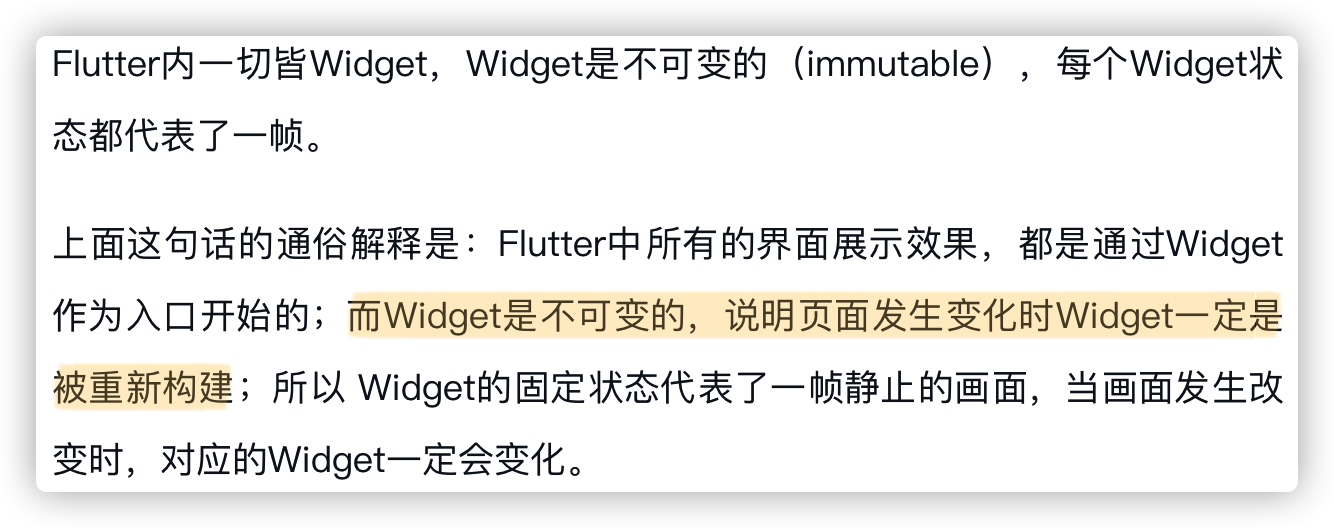 Flutter内一切皆Widget，Widget是不可变的（immutable），每个Widget状
态都代表了一帧。
上面这句话的通俗解释是：Flutter中所有的界面展示效果，都是通过Widget
作为入口开始的；而Widget是不可变的，说明页面发生变化时Widget一定是
被重新构建；所以 Widget的固定状态代表了一帧静止的画面，当画面发生改
变时，对应的Widget一定会变化。